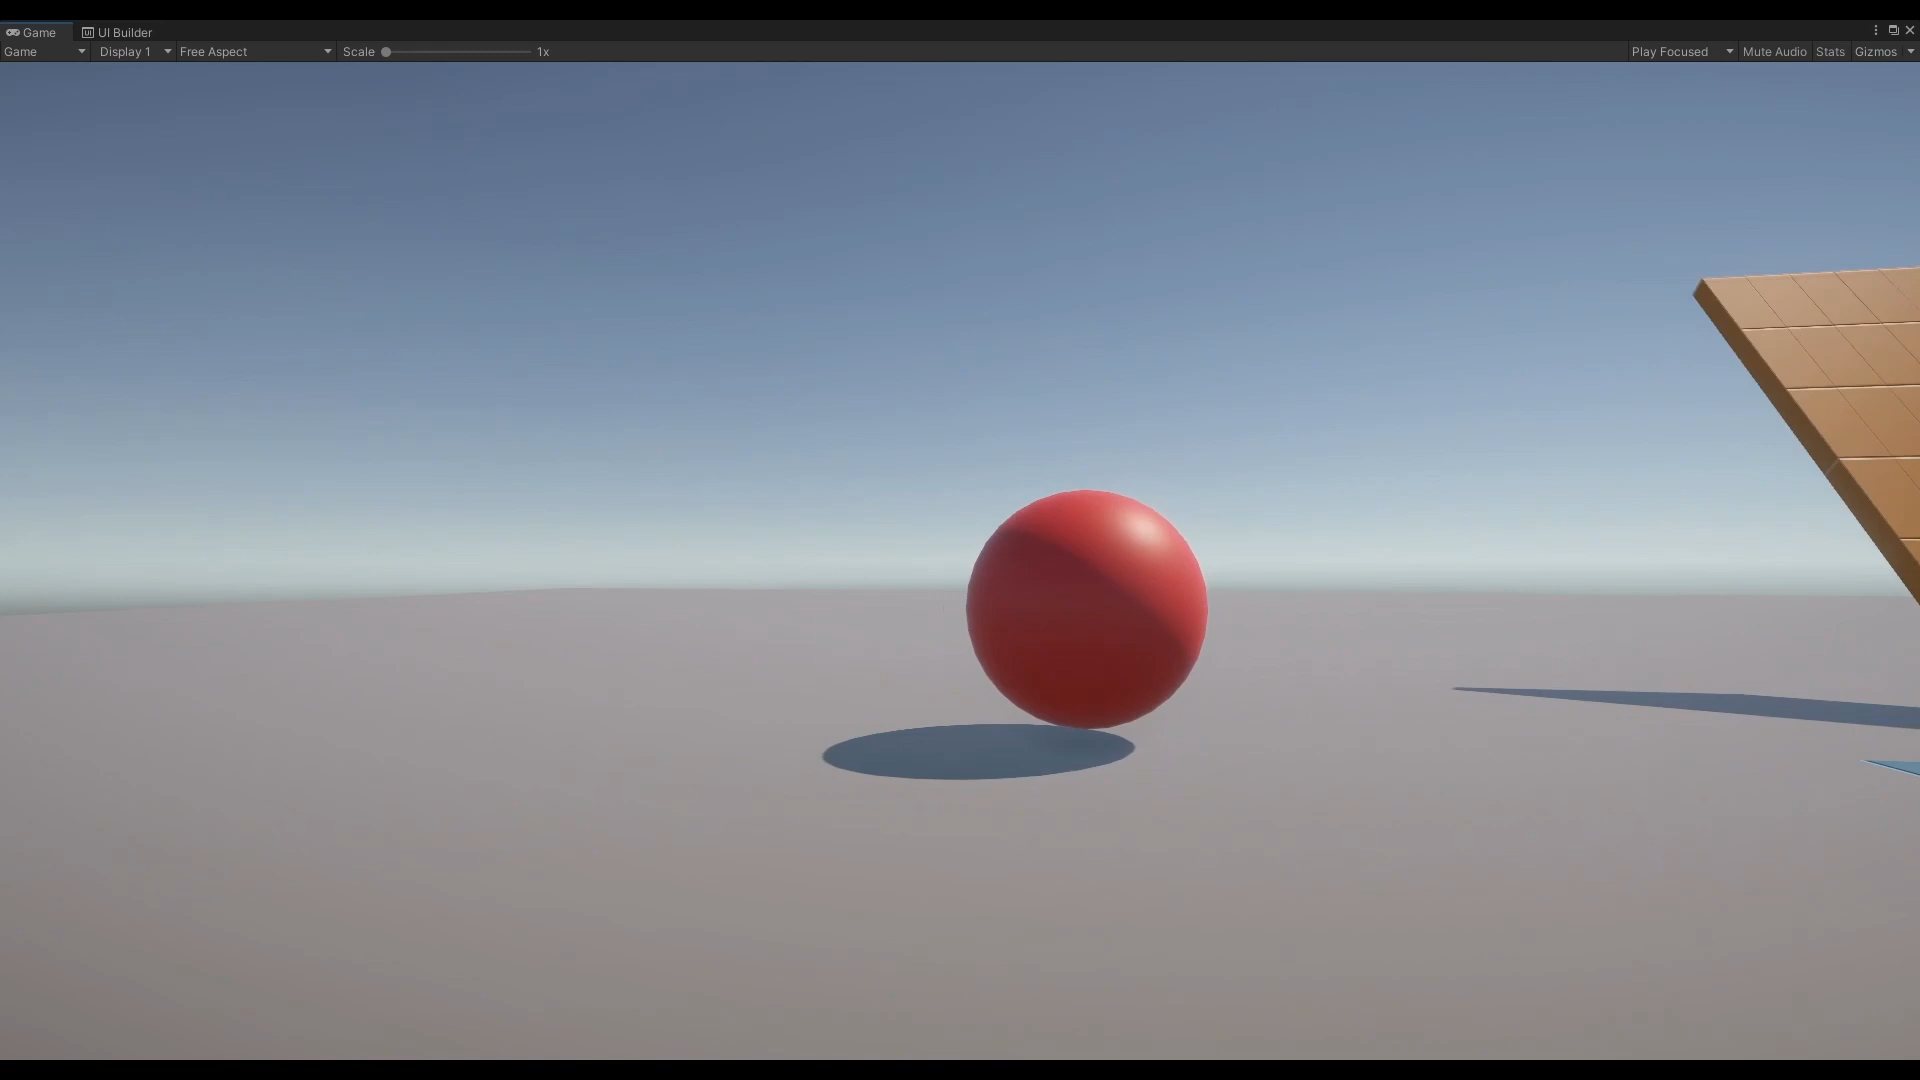 Game
UI Builder
Game
Display 1
Free Aspect
Scale
1x
Play Focused
Mute Audio
Stats
Gizmos